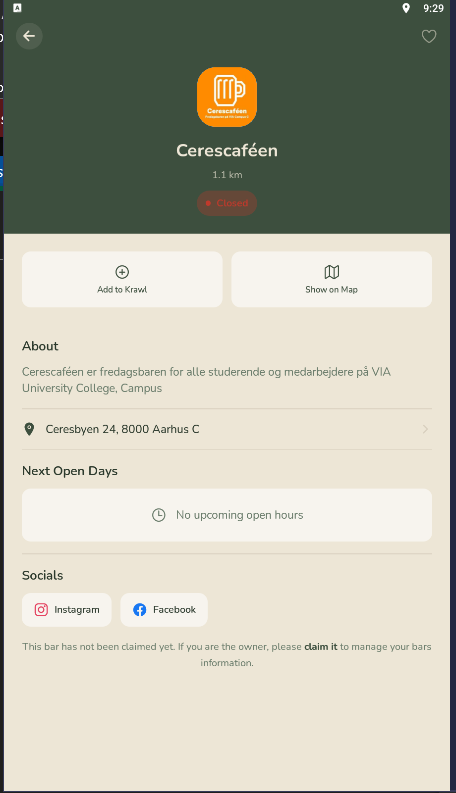 9:29
Cerescaféen
Cerescaféen
1.1 km
Closed
Add to Krawl
Show on Map
About
Cerescaféen er fredagsbaren for alle studerende og medarbejdere på VIA
University College, Campus
Ceresbyen 24, 8000 Aarhus C
Next Open Days
No upcoming open hours
Socials
Instagram
Facebook
This bar has not been claimed yet. If you are the owner, please claim it to manage your bars
information.